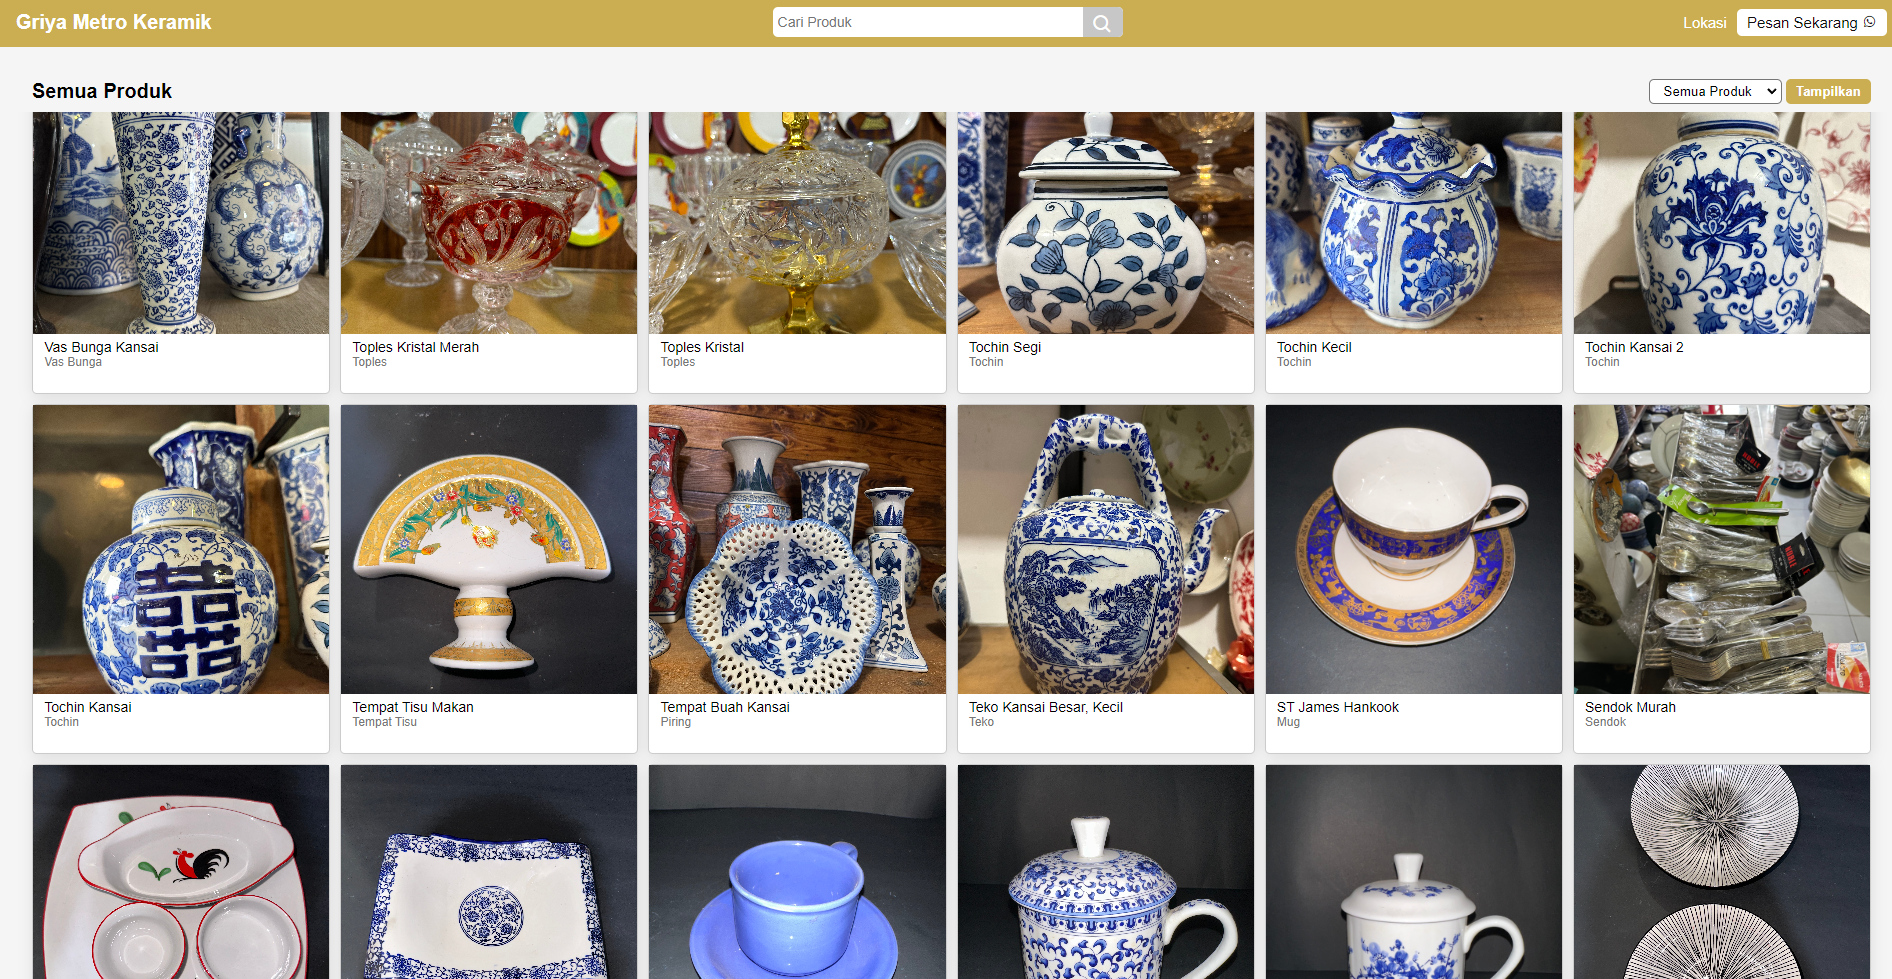 Griya Metro Keramik
Cari Produk
Lokasi
Pesan Sekarang
Semua Produk
Semua Produk
Tampilkan
Vas Bunga Kansai
Vas Bunga
Toples Kristal Merah
Toples
Toples Kristal
Toples
Tochin Segi
Tochin
Tochin Kecil
Tochin
Tochin Kansai 2
Tochin
囍
Tochin Kansai
Tochin
Tempat Tisu Makan
Tempat Tisu
Tempat Buah Kansai
Piring
Teko Kansai Besar, Kecil
Teko
ST James Hankook
Mug
Sendok Murah
Sendok